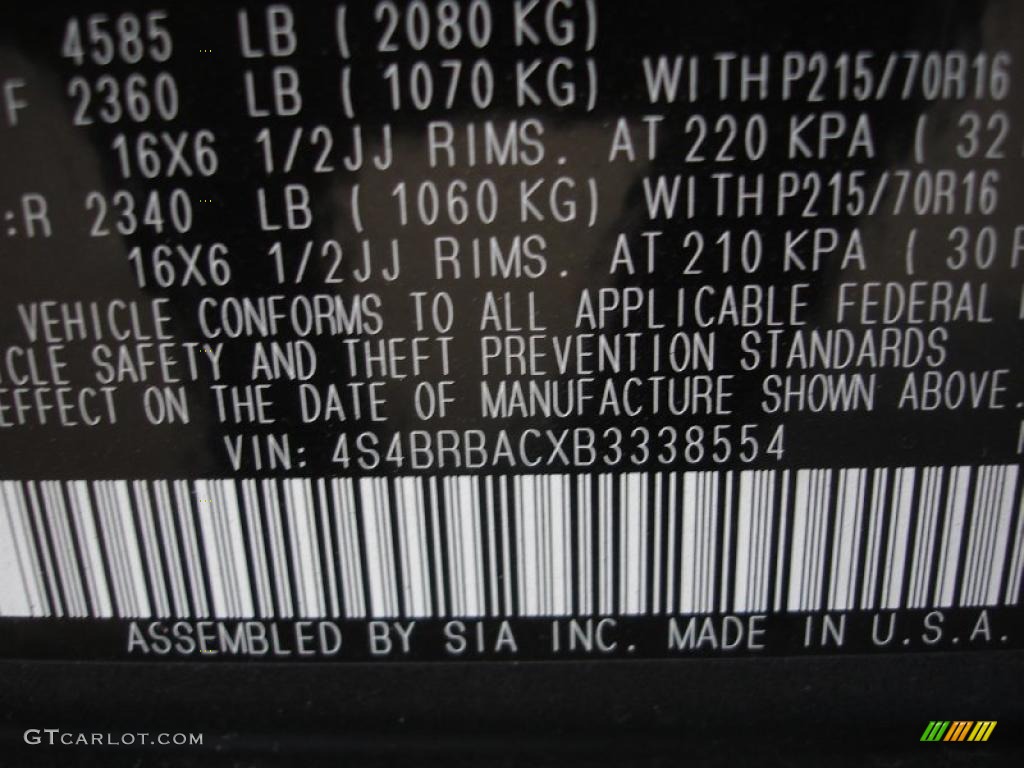 4585 LB ( 2080 KG)
F 2360 LB ( 1070 KG) WITH P215/70R16
16X6 1/2JJ RIMS. AT 220 KPA ( 32
:R 2340 LB ( 1060 KG) WITH P215/70R16
16X6 1/2JJ RIMS. AT 210 KPA ( 30 P
VEHICLE CONFORMS TO ALL APPLICABLE FEDERAL
ICLE SAFETY AND THEFT PREVENTION STANDARDS
EFFECT ON THE DATE OF MANUFACTURE SHOWN ABOVE.
VIN: 4S4BRBACXB3338554
ASSEMBLED BY SIA INC. MADE IN U.S.A.
GTCARLOT.COM